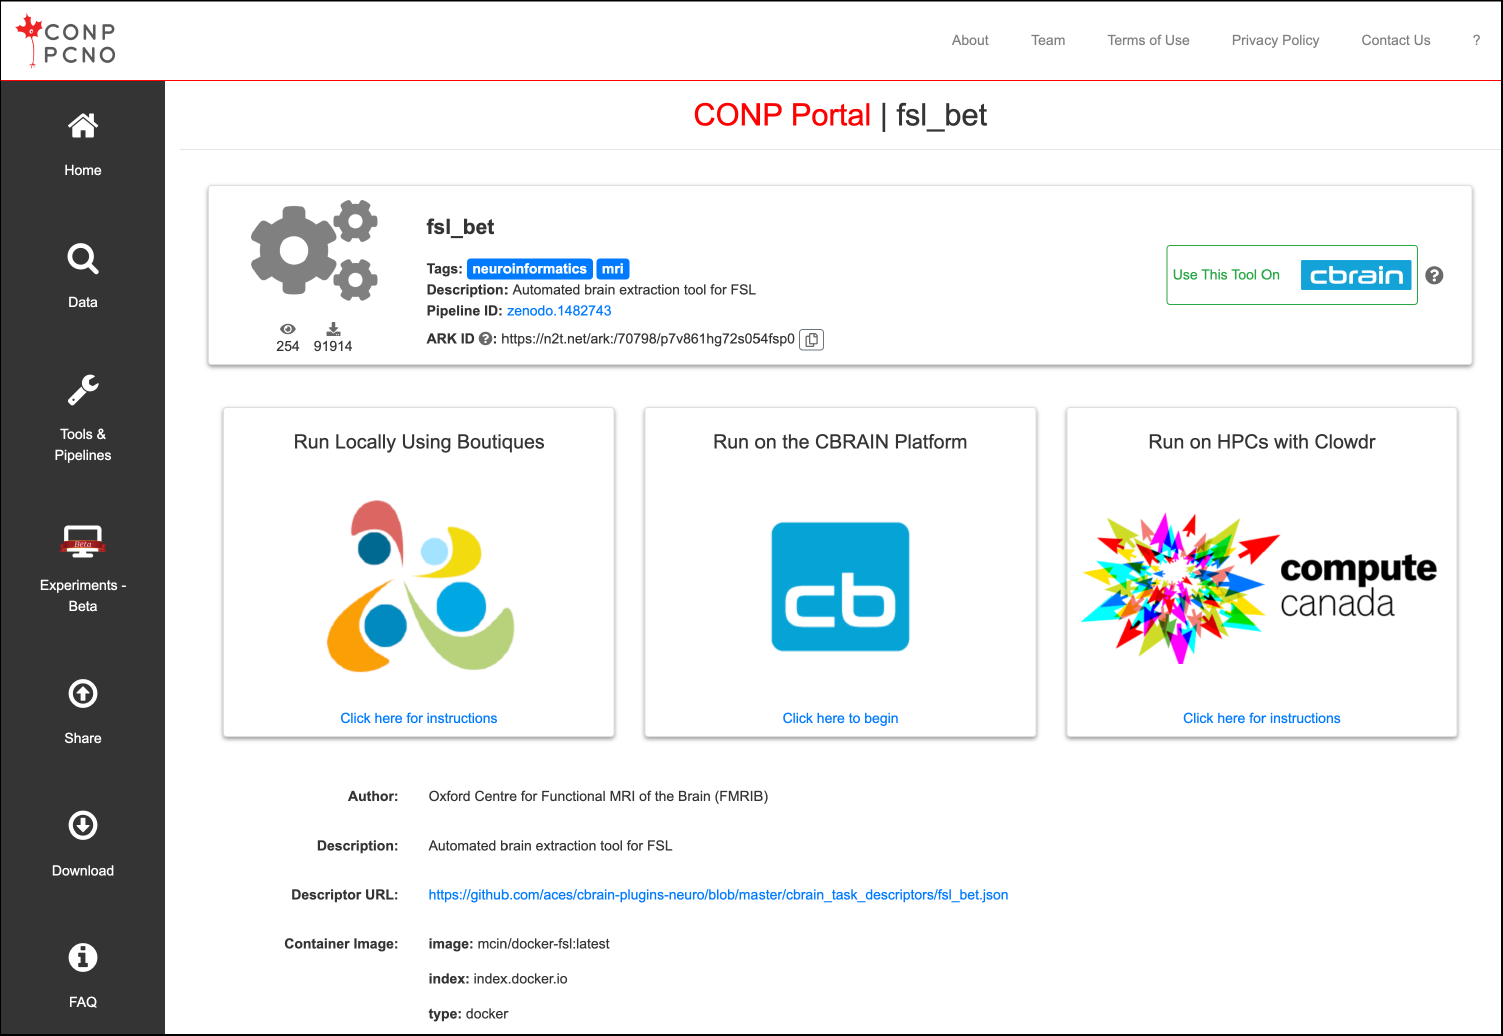 CONP
PCNO
About Team Terms of Use Privacy Policy Contact Us ?
Home
Data
Tools &
Pipelines
Beta
Experiments -
Beta
Share
Download
FAQ
CONP Portal | fsl_bet
254 91914
fsl_bet
Tags: neuroinformatics mri
Description: Automated brain extraction tool for FSL
Pipeline ID: zenodo.1482743
ARK ID ?: https://n2t.net/ark:/70798/p7v861hg72s054fsp0
Use This Tool On cbrain ?
Run Locally Using Boutiques
Click here for instructions
Run on the CBRAIN Platform
cb
Click here to begin
Run on HPCs with Clowdr
compute
canada
Click here for instructions
Author: Oxford Centre for Functional MRI of the Brain (FMRIB)
Description: Automated brain extraction tool for FSL
Descriptor URL: https://github.com/aces/cbrain-plugins-neuro/blob/master/cbrain_task_descriptors/fsl_bet.json
Container Image: image: mcin/docker-fsl:latest
index: index.docker.io
type: docker